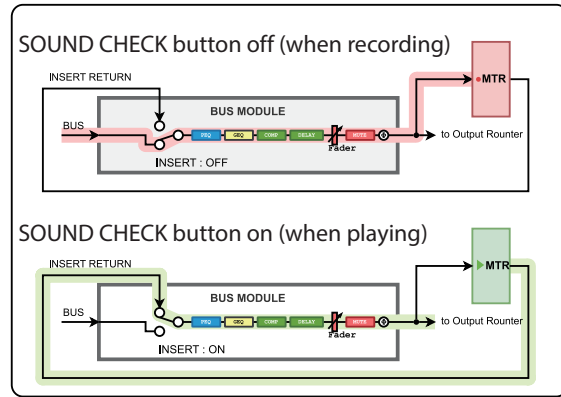 SOUND CHECK button off (when recording)
INSERT RETURN
MTR
BUS MODULE
BUS
PEQ GEQ COMP DELAY MUTE Φ
to Output Rounter
Fader
INSERT : OFF
SOUND CHECK button on (when playing)
INSERT RETURN
MTR
BUS MODULE
BUS
PEQ GEQ COMP DELAY MUTE Φ
to Output Rounter
Fader
INSERT : ON